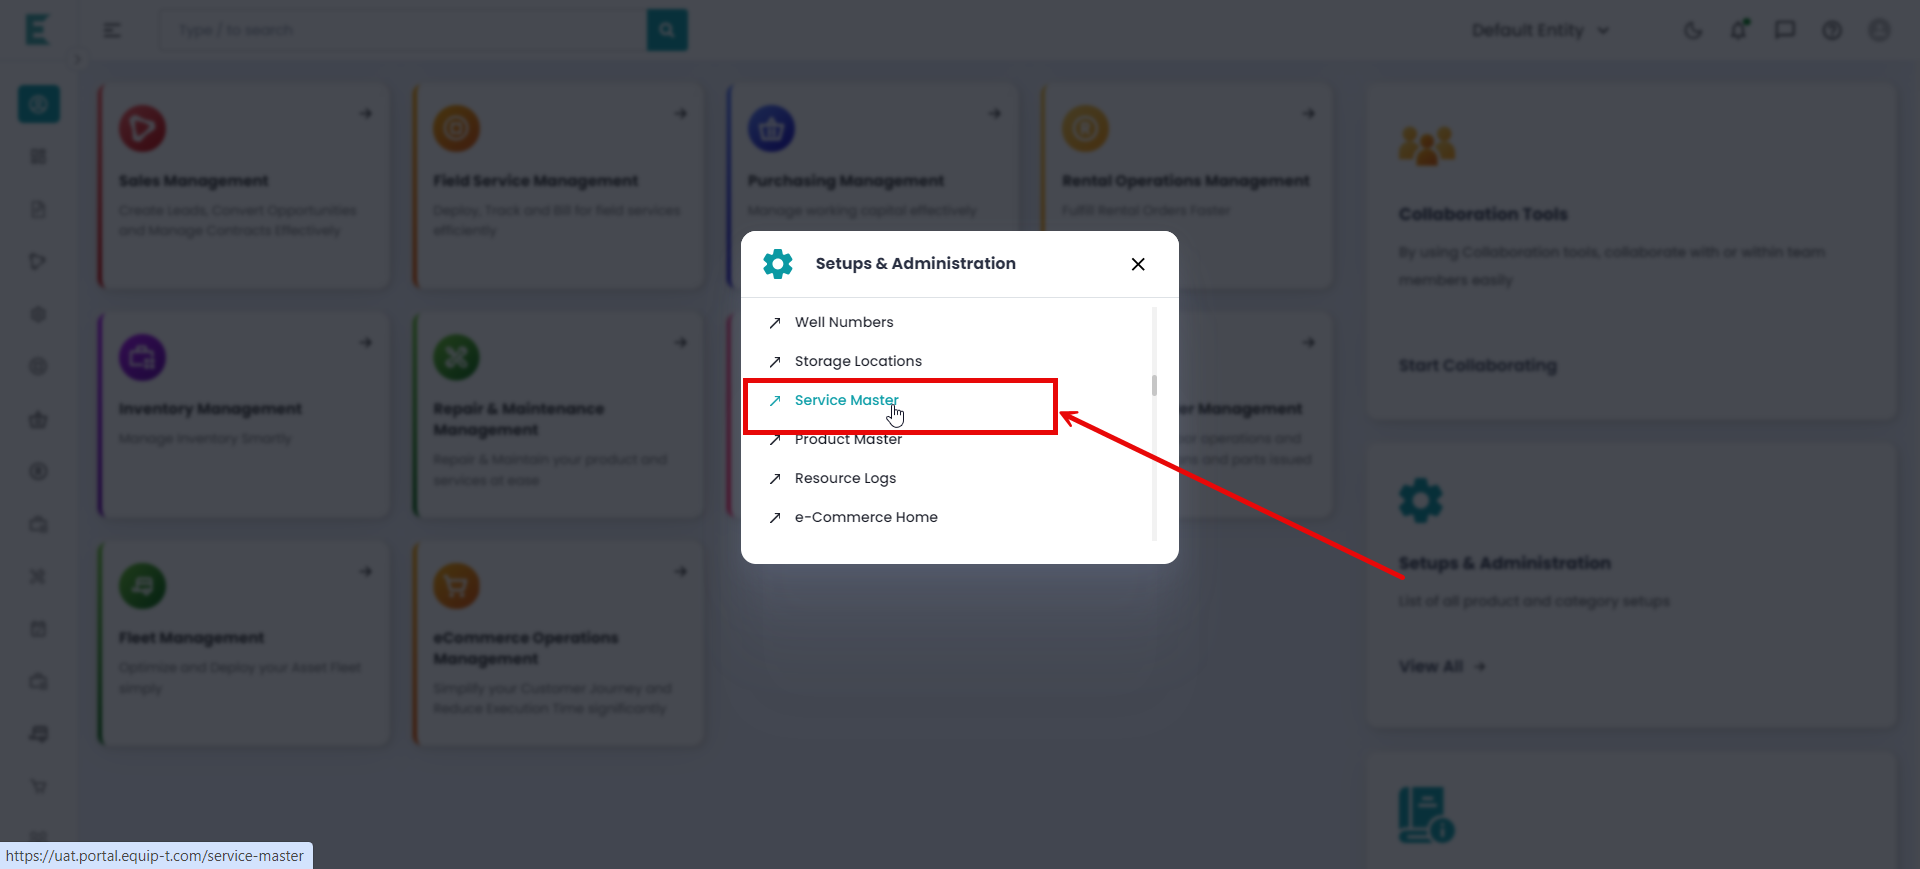 E
Type / to search
Default Entity
Sales Management
Create Leads, Convert Opportunities
and Manage Contracts Effectively.
Field Service Management
Deploy, Track and Bill for field services
efficiently
Purchasing Management
Manage working capital effectively
Rental Operations Management
Fulfill Rental Orders Faster
Collaboration Tools
By using Collaboration tools, collaborate with or within team
members easily
Start Collaborating
Setups & Administration
Well Numbers
Storage Locations
Service Master
Product Master
Resource Logs
e-Commerce Home
Inventory Management
Manage Inventory Smartly
Repair & Maintenance
Management
Repair & Maintain your product and
services at ease
er Management
operations and
and parts issued
Setups & Administration
List of all product and category setups
View All
Fleet Management
Optimize and Deploy your Asset Fleet
simply
eCommerce Operations
Management
Simplify your Customer Journey and
Reduce Execution Time significantly
https://uat.portal.equip-t.com/service-master